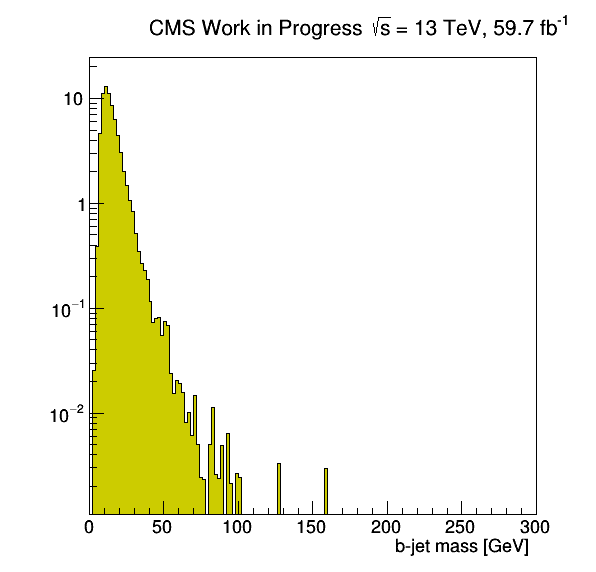 CMS Work in Progress √s = 13 TeV, 59.7 fb⁻¹
10
1
10⁻¹
10⁻²
0 50 100 150 200 250 300
b-jet mass [GeV]